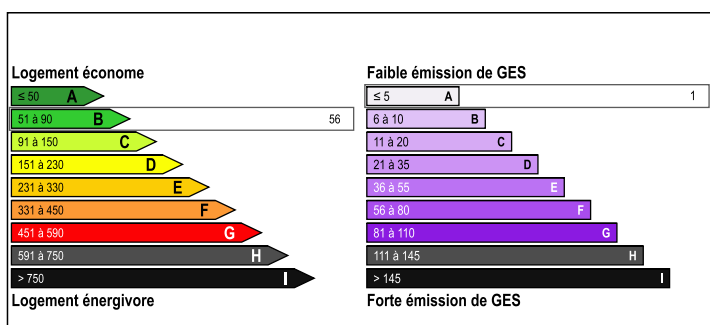 Logement économe
≤ 50 A
51 à 90 B 56
91 à 150 C
151 à 230 D
231 à 330 E
331 à 450 F
451 à 590 G
591 à 750 H
> 750 I
Logement énergivore
Faible émission de GES
≤ 5 A 1
6 à 10 B
11 à 20 C
21 à 35 D
36 à 55 E
56 à 80 F
81 à 110 G
111 à 145 H
> 145 I
Forte émission de GES